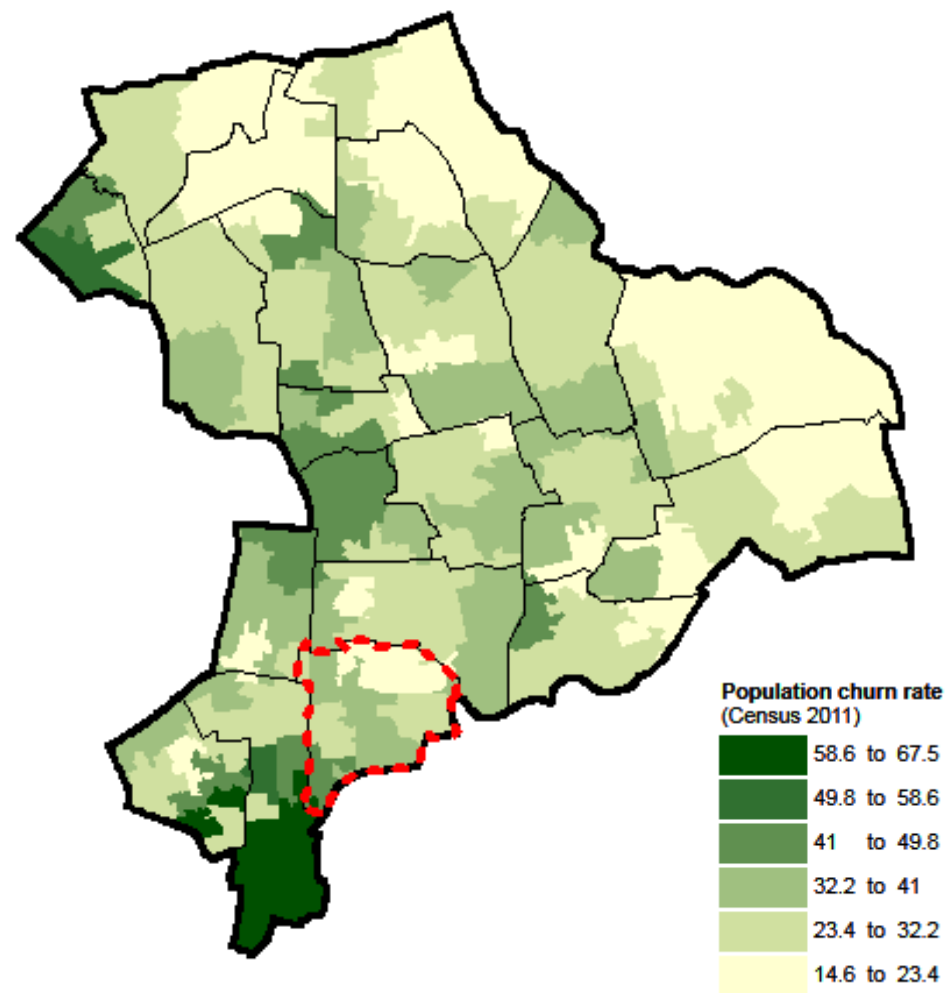 Population churn rate
(Census 2011)
58.6 to 67.5
49.8 to 58.6
41 to 49.8
32.2 to 41
23.4 to 32.2
14.6 to 23.4